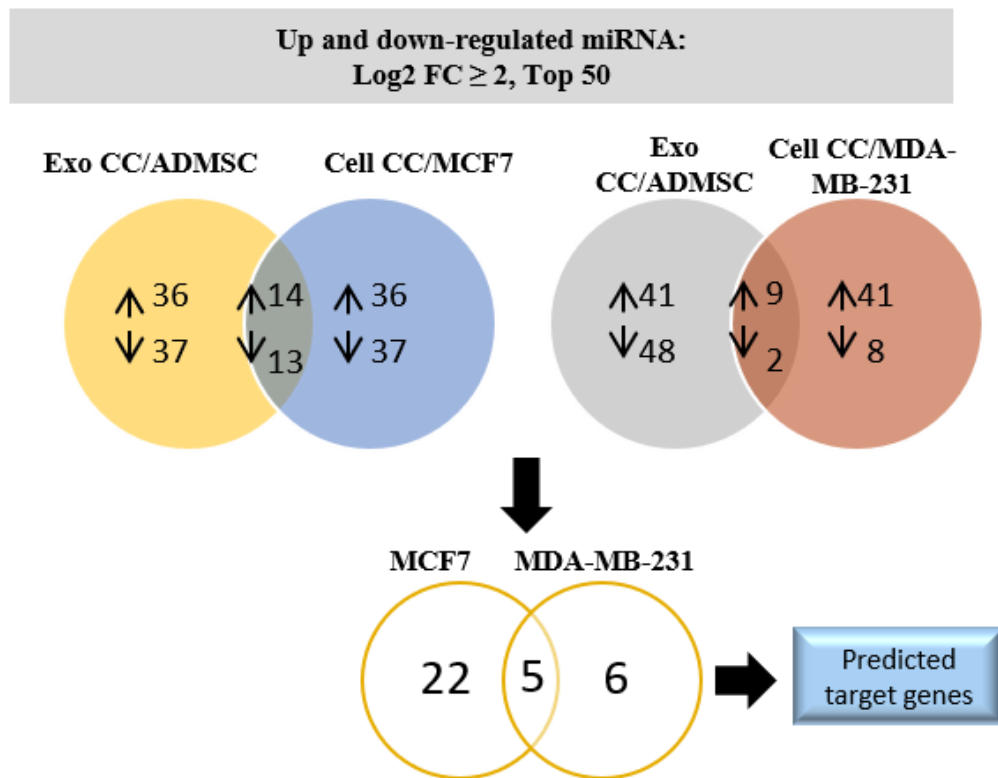 Up and down-regulated miRNA:
Log2 FC ≥ 2, Top 50
Exo CC/ADMSC
Cell CC/MCF7
↑ 36
↑ 14
↑ 36
↓ 37
↓ 13
↓ 37
Exo
CC/ADMSC
Cell CC/MDA-
MB-231
↑ 41
↑ 9
↑ 41
↓ 48
↓ 2
↓ 8
MCF7
MDA-MB-231
22
5
6
Predicted
target genes